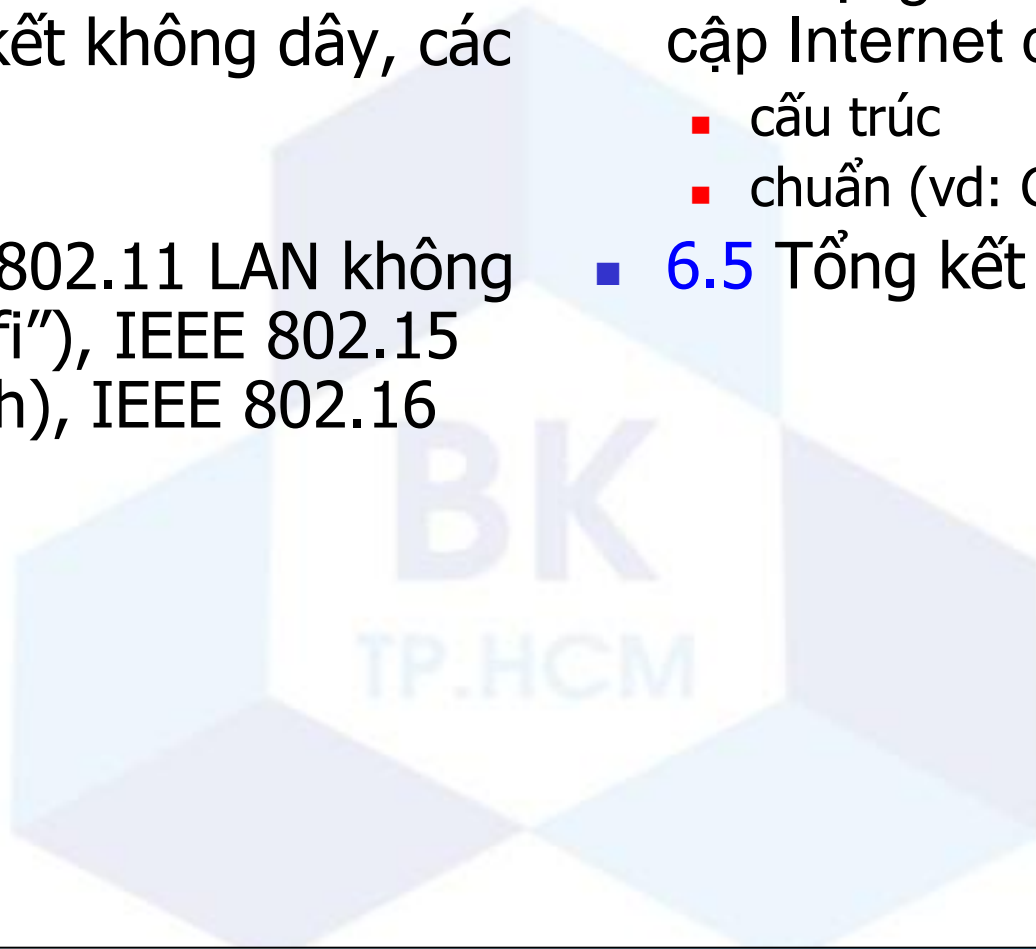 kết không dây, các
802.11 LAN không
fi”), IEEE 802.15
h), IEEE 802.16
cập Internet
cấu trúc
chuẩn (vd:
6.5 Tổng kết
BK
TP.HCM